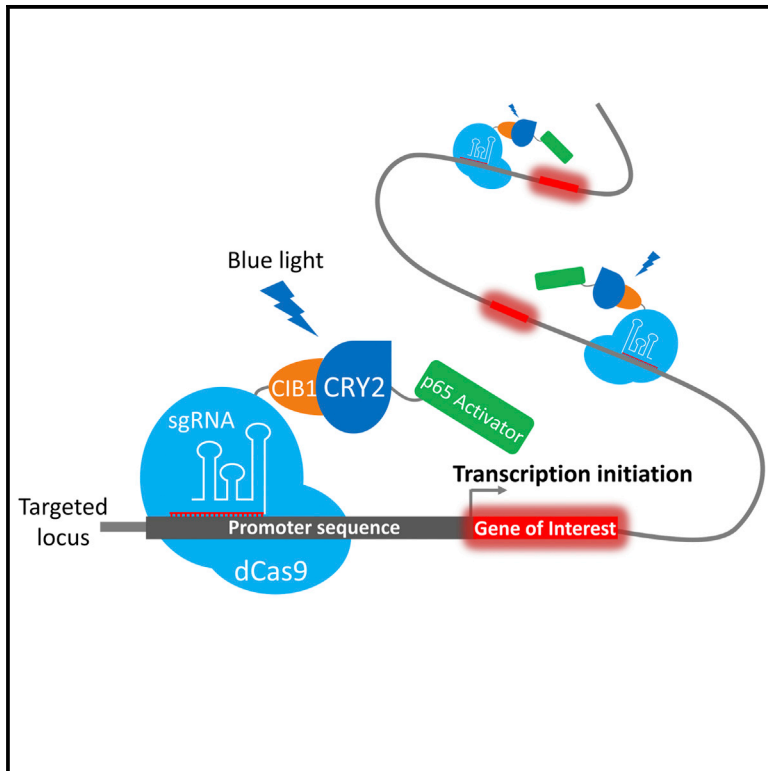 Blue light
CIB1
CRY2
p65 Activator
sgRNA
Transcription initiation
Targeted
locus
Promoter sequence
Gene of Interest
dCas9